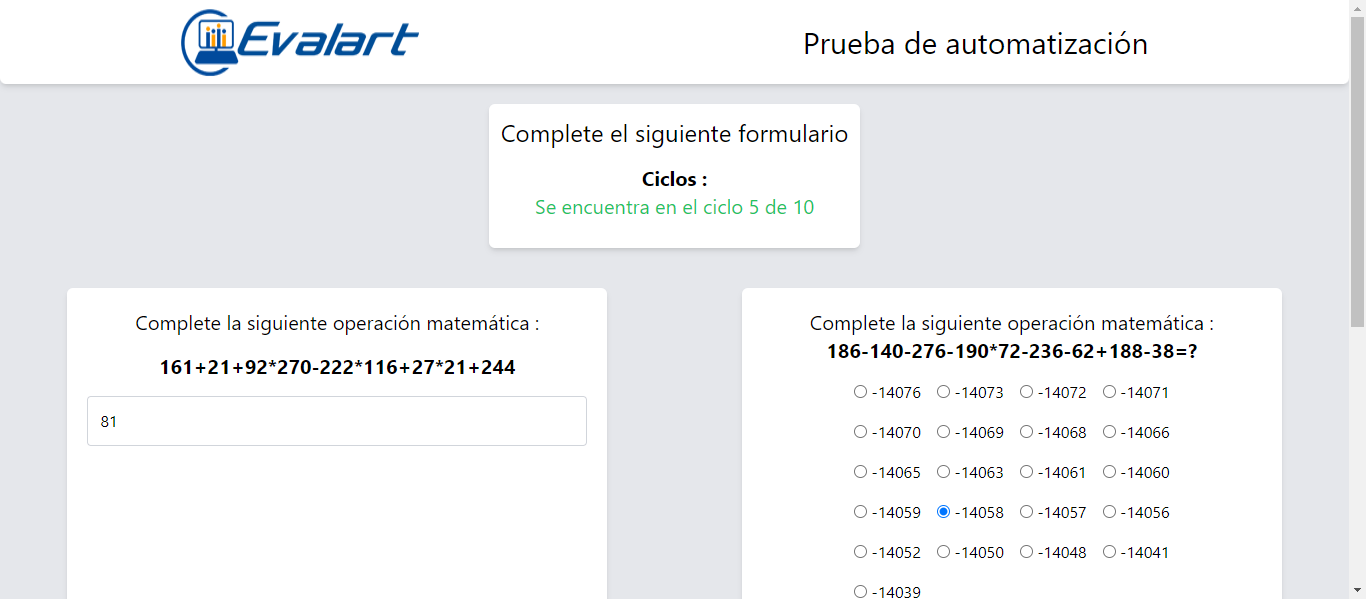 Evalart
Prueba de automatización
Complete el siguiente formulario
Ciclos :
Se encuentra en el ciclo 5 de 10
Complete la siguiente operación matemática :
161+21+92*270-222*116+27*21+244
81
Complete la siguiente operación matemática :
186-140-276-190*72-236-62+188-38=?
-14076 -14073 -14072 -14071
-14070 -14069 -14068 -14066
-14065 -14063 -14061 -14060
-14059 -14058 -14057 -14056
-14052 -14050 -14048 -14041
-14039